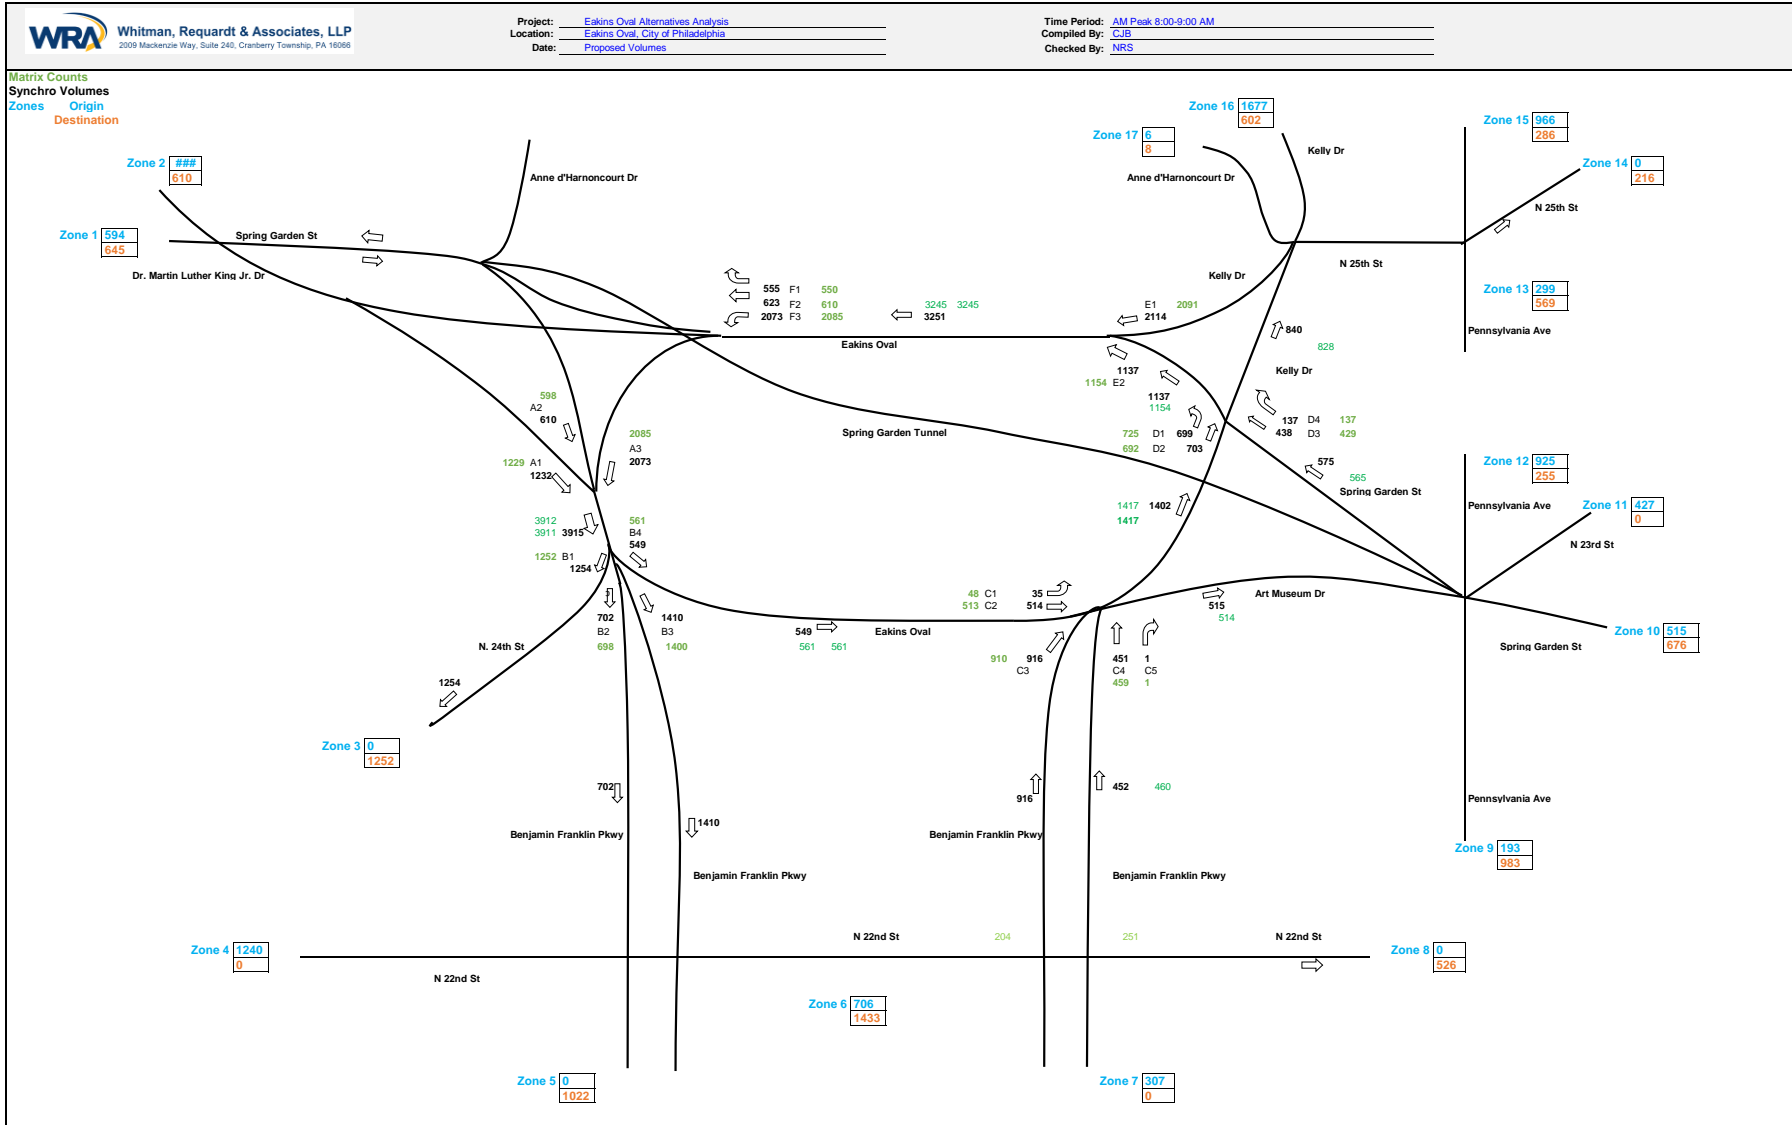 WRA Whitman, Requardt & Associates, LLP
2009 Mackenzie Way, Suite 240, Cranberry Township, PA 16066
Project: Eakins Oval Alternatives Analysis
Location: Eakins Oval, City of Philadelphia
Date: Proposed Volumes
Time Period: AM Peak 8:00-9:00 AM
Compiled By: CJB
Checked By: NRS
Matrix Counts
Synchro Volumes
Zones Origin
Destination
Zone 16 1677
602
Zone 17 6
8
Zone 15 966
286
Kelly Dr
Zone 2 ###
610
Zone 14 0
216
Anne d'Harnoncourt Dr
Anne d'Harnoncourt Dr
N 25th St
Zone 1 594
645
Spring Garden St
Dr. Martin Luther King Jr. Dr
Kelly Dr
N 25th St
Zone 13 299
569
555 F1 550
623 F2 610
2073 F3 2085
3245 3245
3251
E1 2091
2114
Eakins Oval
840
828
Pennsylvania Ave
Kelly Dr
1137
1154 E2
1137
1154
598
A2
610
137 D4 137
438 D3 429
725 D1 699
692 D2 703
Spring Garden Tunnel
2085
A3
2073
1229 A1
1232
575
565
Spring Garden St
Zone 12 925
255
Pennsylvania Ave
Zone 11 427
0
N 23rd St
1417 1402
1417
3912
3911 3915
561
B4
549
1252 B1
1254
3
702
B2
698
1410
B3
1400
48 C1 35
513 C2 514
Art Museum Dr
515
514
549
561 561
Eakins Oval
Zone 10 515
676
Spring Garden St
N. 24th St
910 916
C3
451 1
C4 C5
459 1
1254
Zone 3 0
1252
702
1410
916
452 460
Pennsylvania Ave
Benjamin Franklin Pkwy
Benjamin Franklin Pkwy
Benjamin Franklin Pkwy
Benjamin Franklin Pkwy
Zone 9 193
983
N 22nd St 204 251 N 22nd St
Zone 4 1240
0
Zone 8 0
526
N 22nd St
Zone 6 706
1433
Zone 5 0
1022
Zone 7 307
0